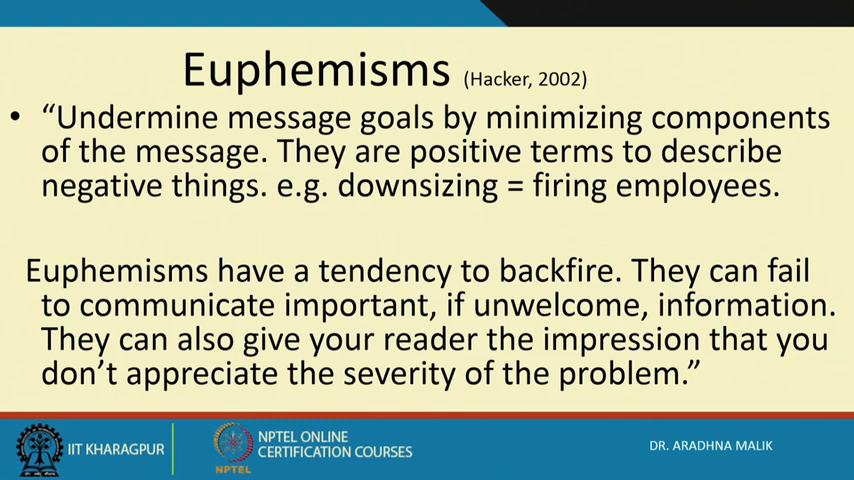 Euphemisms (Hacker, 2002)
• “Undermine message goals by minimizing components
of the message. They are positive terms to describe
negative things. e.g. downsizing = firing employees.
Euphemisms have a tendency to backfire. They can fail
to communicate important, if unwelcome, information.
They can also give your reader the impression that you
don’t appreciate the severity of the problem.”
IIT KHARAGPUR
NPTEL
NPTEL ONLINE
CERTIFICATION COURSES
DR. ARADHNA MALIK